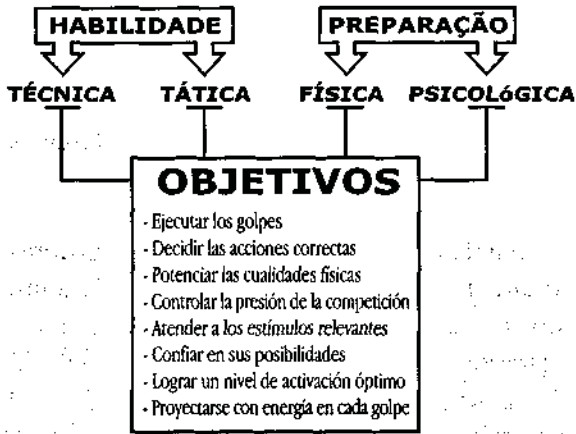 HABILIDADE PREPARAÇÃO
TÉCNICA TÁTICA FÍSICA PSICOLóGICA
OBJETIVOS
- Ejecutar los golpes
- Decidir las acciones correctas
- Potenciar las cualidades físicas
- Controlar la presión de la competición
- Atender a los estímulos relevantes
- Confiar en sus posibilidades
- Lograr un nivel de activación óptimo
- Proyectarse con energía en cada golpe